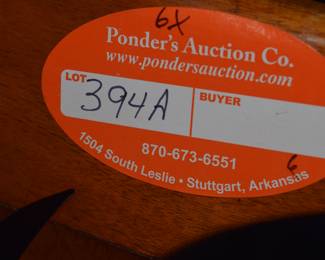 6X
Ponder's Auction Co.
www.pondersauction.com
LOT 394A BUYER
870-673-6551
6
1504 South Leslie • Stuttgart, Arkansas